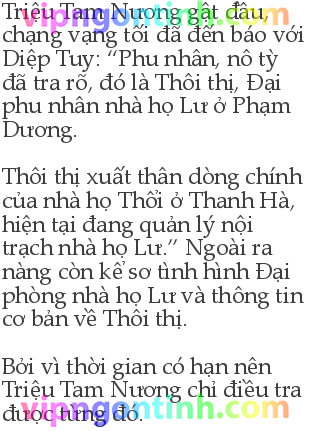 Triệu Tam Nương gật đầu,
chạng vạng tối đã đến báo với
Diệp Tuy: “Phu nhân, nô tỳ
đã tra rõ, đó là Thôi thị, Đại
phu nhân nhà họ Lư ở Phạm
Dương.
Thôi thị xuất thân dòng chính
của nhà họ Thổi ở Thanh Hà,
hiện tại đang quản lý nội
trạch nhà họ Lư.” Ngoài ra
nàng còn kể sơ tình hình Đại
phòng nhà họ Lư và thông tin
cơ bản về Thôi thị.
Bởi vì thời gian có hạn nên
Triệu Tam Nương chỉ điều tra
được từng đó.
vipngontinh.com
vipngontinh.com